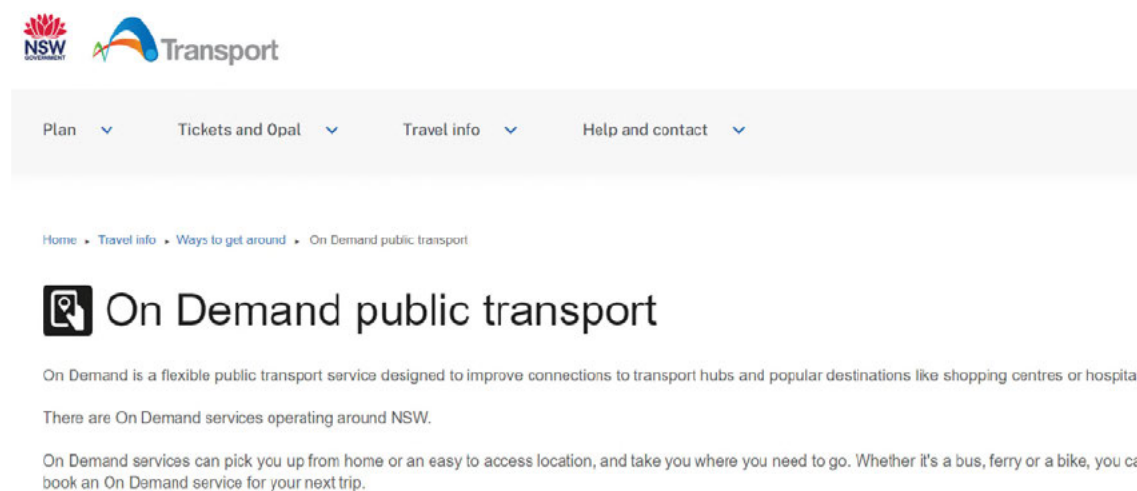 NSW
GOVERNMENT
Transport
Plan
Tickets and Opal
Travel info
Help and contact
Home ▸ Travel info ▸ Ways to get around ▸ On Demand public transport
On Demand public transport
On Demand is a flexible public transport service designed to improve connections to transport hubs and popular destinations like shopping centres or hospita
There are On Demand services operating around NSW.
On Demand services can pick you up from home or an easy to access location, and take you where you need to go. Whether it's a bus, ferry or a bike, you ca
book an On Demand service for your next trip.